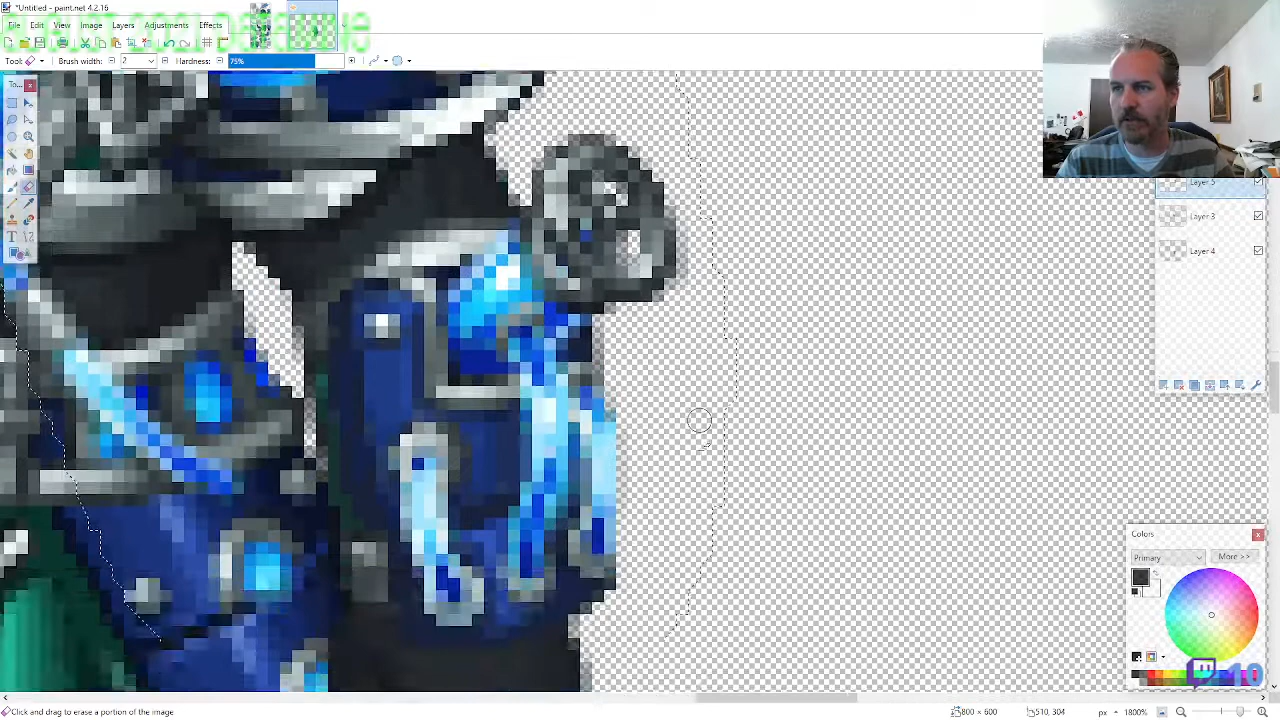 *Untitled - paint.net 4.2.16
File Edit View Image Layers Adjustments Effects
Tool: Brush width: 2 Hardness: 75%
To...
Layer 5
Layer 3
Layer 4
Colors
Primary More >>
10
Click and drag to erase a portion of the image 800 × 600 510, 304 px 1800%